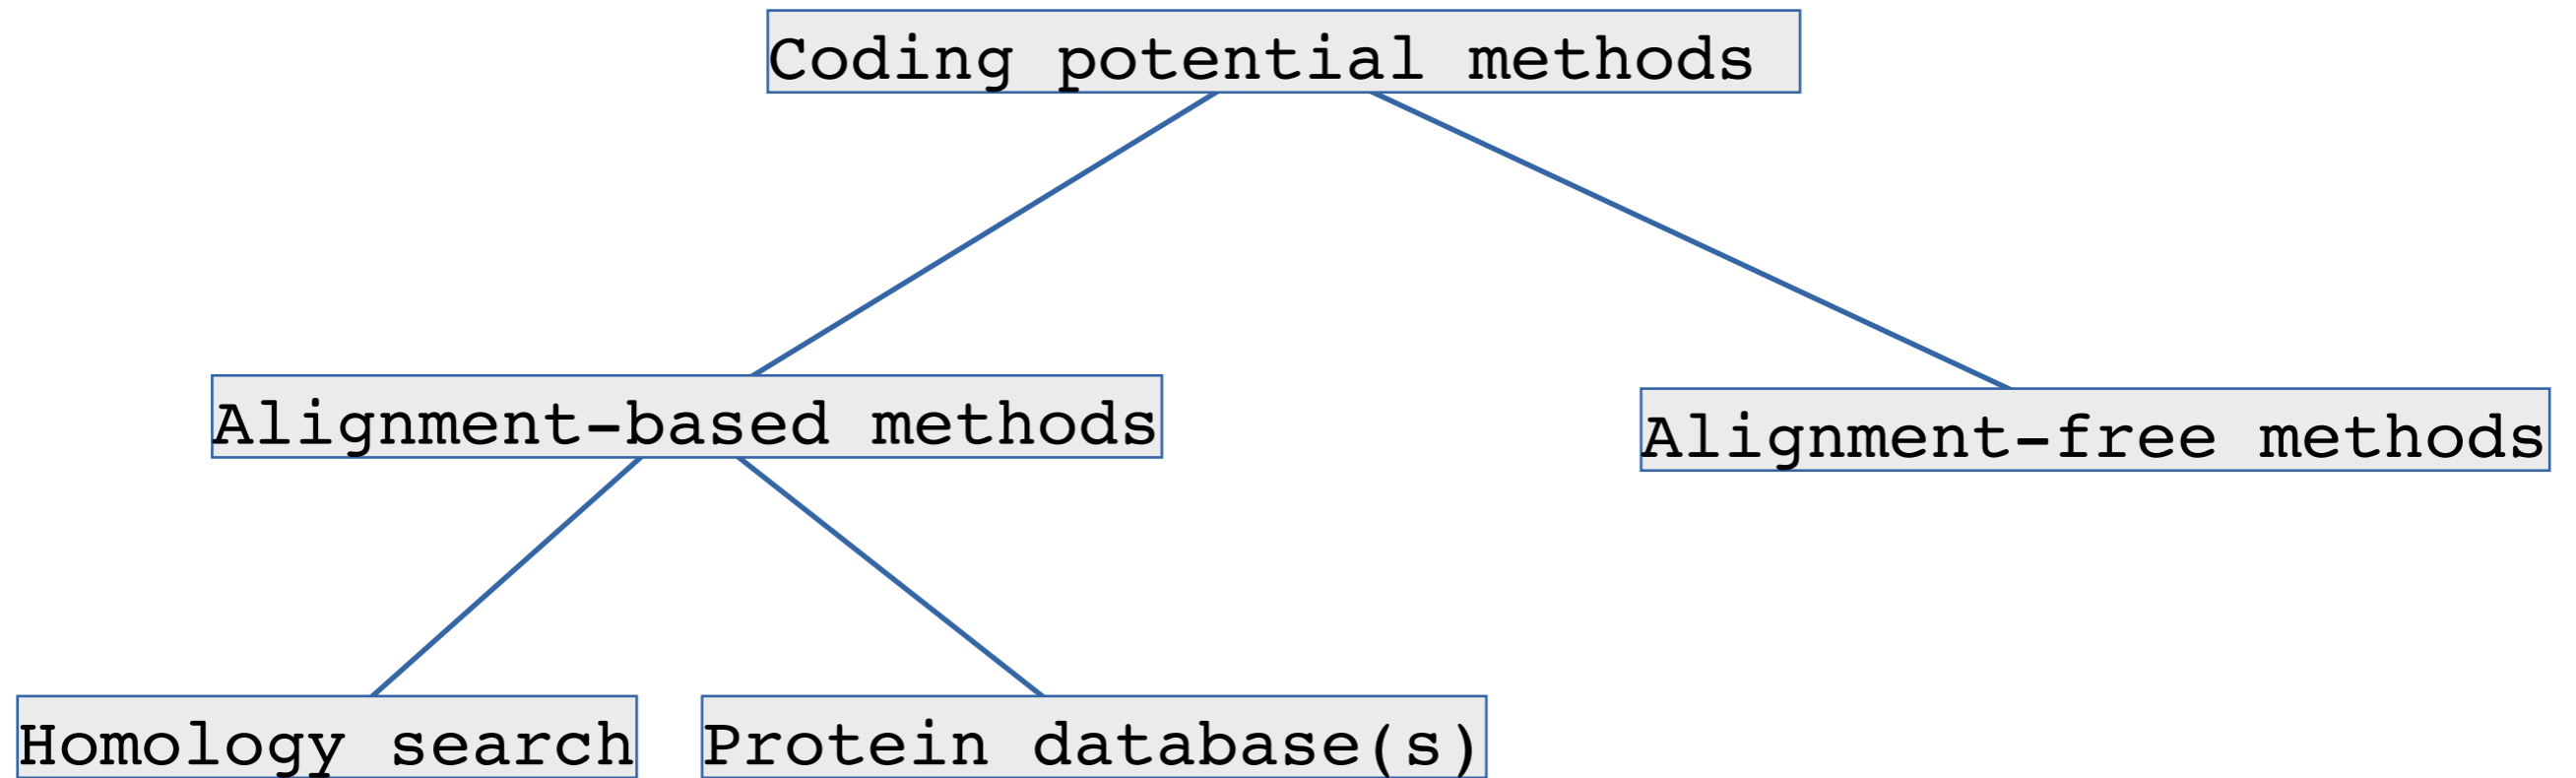 Coding potential methods
Alignment-based methods
Alignment-free methods
Homology search
Protein database(s)